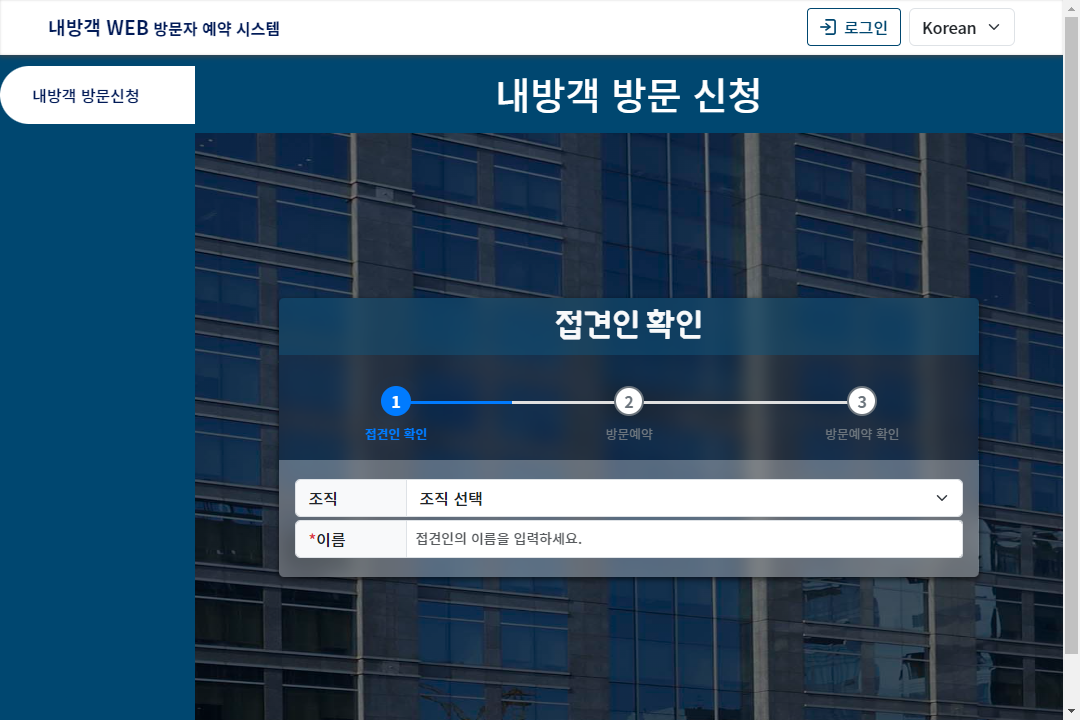 내방객 WEB 방문자 예약 시스템
로그인
Korean
내방객 방문신청
내방객 방문 신청
접견인 확인
1
2
3
접견인 확인
방문예약
방문예약 확인
조직
조직 선택
*이름
접견인의 이름을 입력하세요.